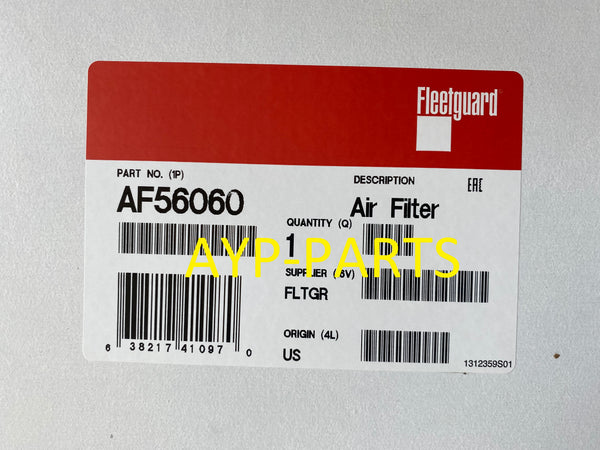 Fleetguard
PART NO. (1P)
AF56060
DESCRIPTION
EAC
Air Filter
QUANTITY (Q)
1
AYP-PARTS
SUPPLIER (8V)
FLTGR
ORIGIN (4L)
US
6 38217 41097 0
1312359S01